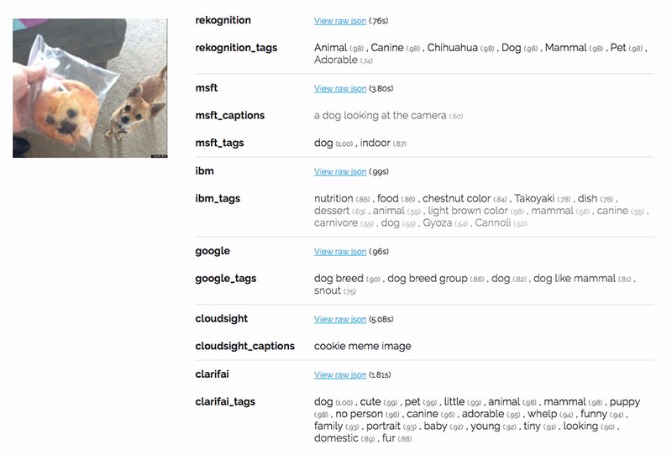 rekognition View raw json (.76s)
rekognition_tags Animal (.98) , Canine (.98) , Chihuahua (.98) , Dog (.98) , Mammal (.98) , Pet (.98) ,
Adorable (.74)
msft View raw json (3.80s)
msft_captions a dog looking at the camera (.60)
msft_tags dog (1.00) , indoor (.87)
ibm View raw json (.99s)
ibm_tags nutrition (.86) , food (.86) , chestnut color (.84) , Takoyaki (.78) , dish (.78) ,
dessert (.63) , animal (.59) , light brown color (.58) , mammal (.56) , canine (.55) ,
carnivore (.55) , dog (.55) , Gyoza (.54) , Cannoli (.50)
google View raw json (.96s)
google_tags dog breed (.90) , dog breed group (.86) , dog (.82) , dog like mammal (.81) ,
snout (.75)
cloudsight View raw json (5.08s)
cloudsight_captions cookie meme image
clarifai View raw json (1.81s)
clarifai_tags dog (1.00) , cute (.99) , pet (.99) , little (.99) , animal (.98) , mammal (.98) , puppy
(.98) , no person (.96) , canine (.96) , adorable (.95) , whelp (.94) , funny (.94) ,
family (.93) , portrait (.93) , baby (.92) , young (.92) , tiny (.91) , looking (.90) ,
domestic (.89) , fur (.88)